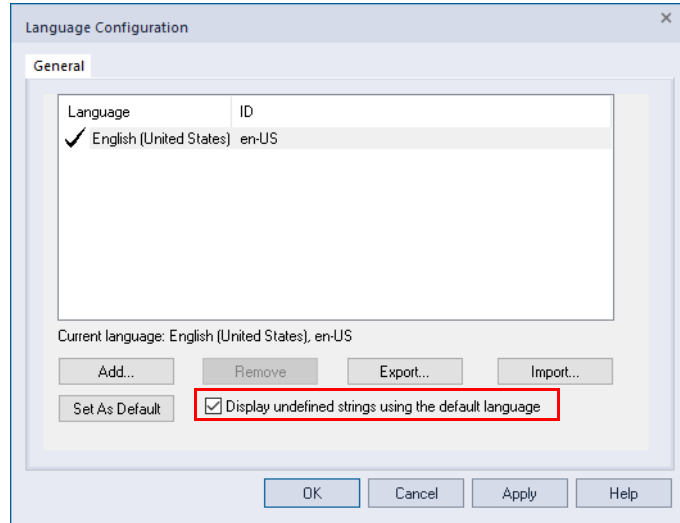 Language Configuration
General
Language ID
English (United States) en-US
Current language: English (United States), en-US
Add... Remove Export... Import...
Set As Default Display undefined strings using the default language
OK Cancel Apply Help